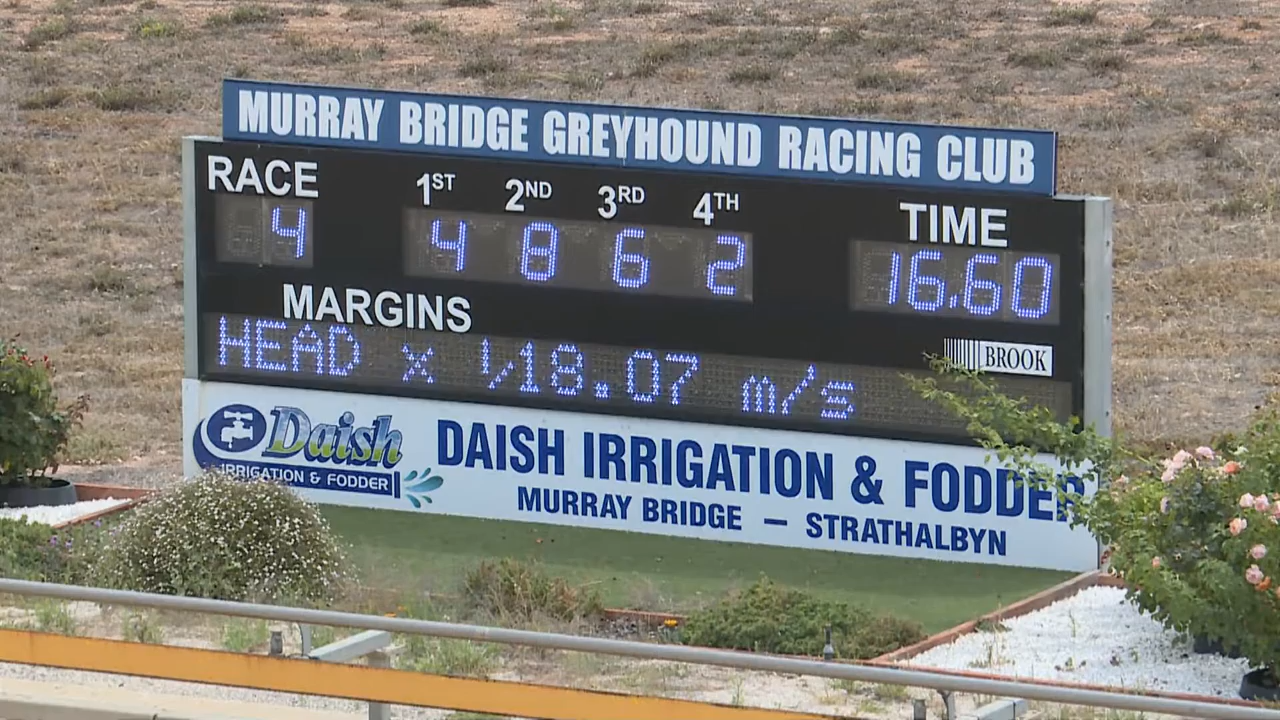 MURRAY BRIDGE GREYHOUND RACING CLUB
RACE 1ST 2ND 3RD 4TH TIME
4 4 8 6 2 16.60
MARGINS
BROOK
HEAD x 1/18.07 m/s
Daish
IRRIGATION & FODDER
DAISH IRRIGATION & FODDER
MURRAY BRIDGE – STRATHALBYN